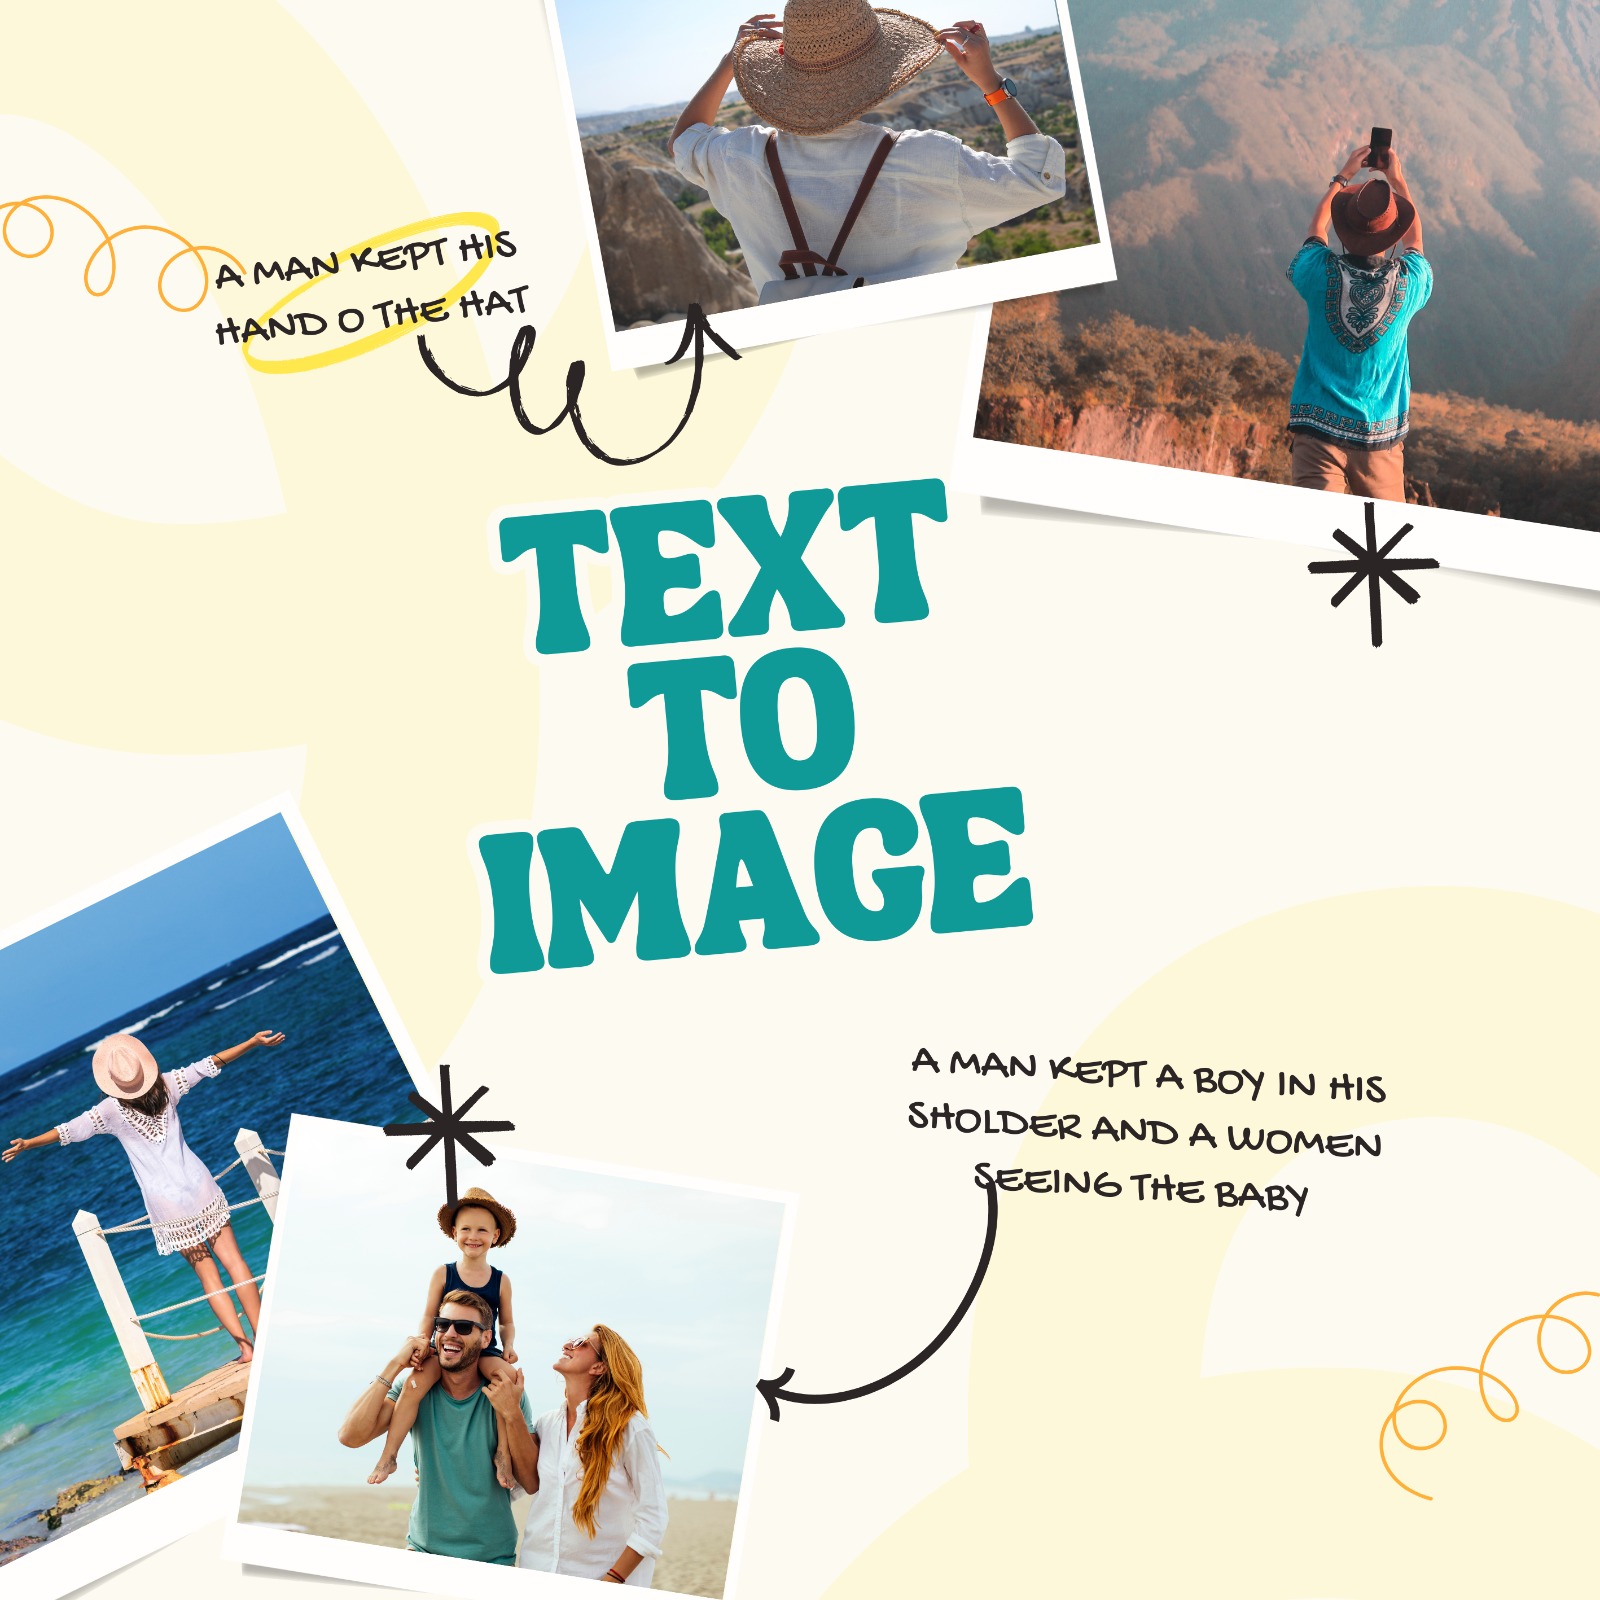 A MAN KEPT HIS
HAND O THE HAT
TEXT
TO
IMAGE
A MAN KEPT A BOY IN HIS
SHOLDER AND A WOMEN
SEEING THE BABY